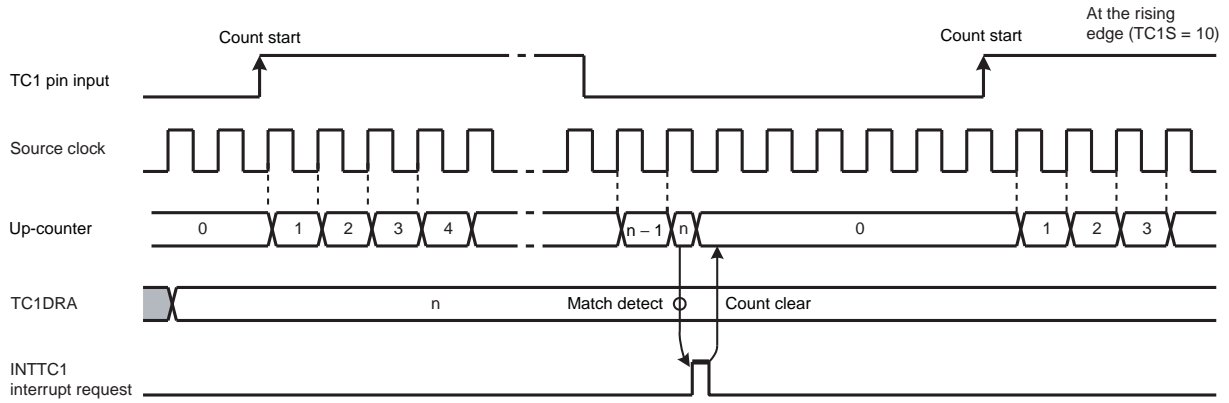 At the rising
edge (TC1S = 10)
Count start
Count start
TC1 pin input
Source clock
Up-counter
0
1
2
3
4
n − 1
n
0
1
2
3
TC1DRA
n
Match detect
Count clear
INTTC1
interrupt request